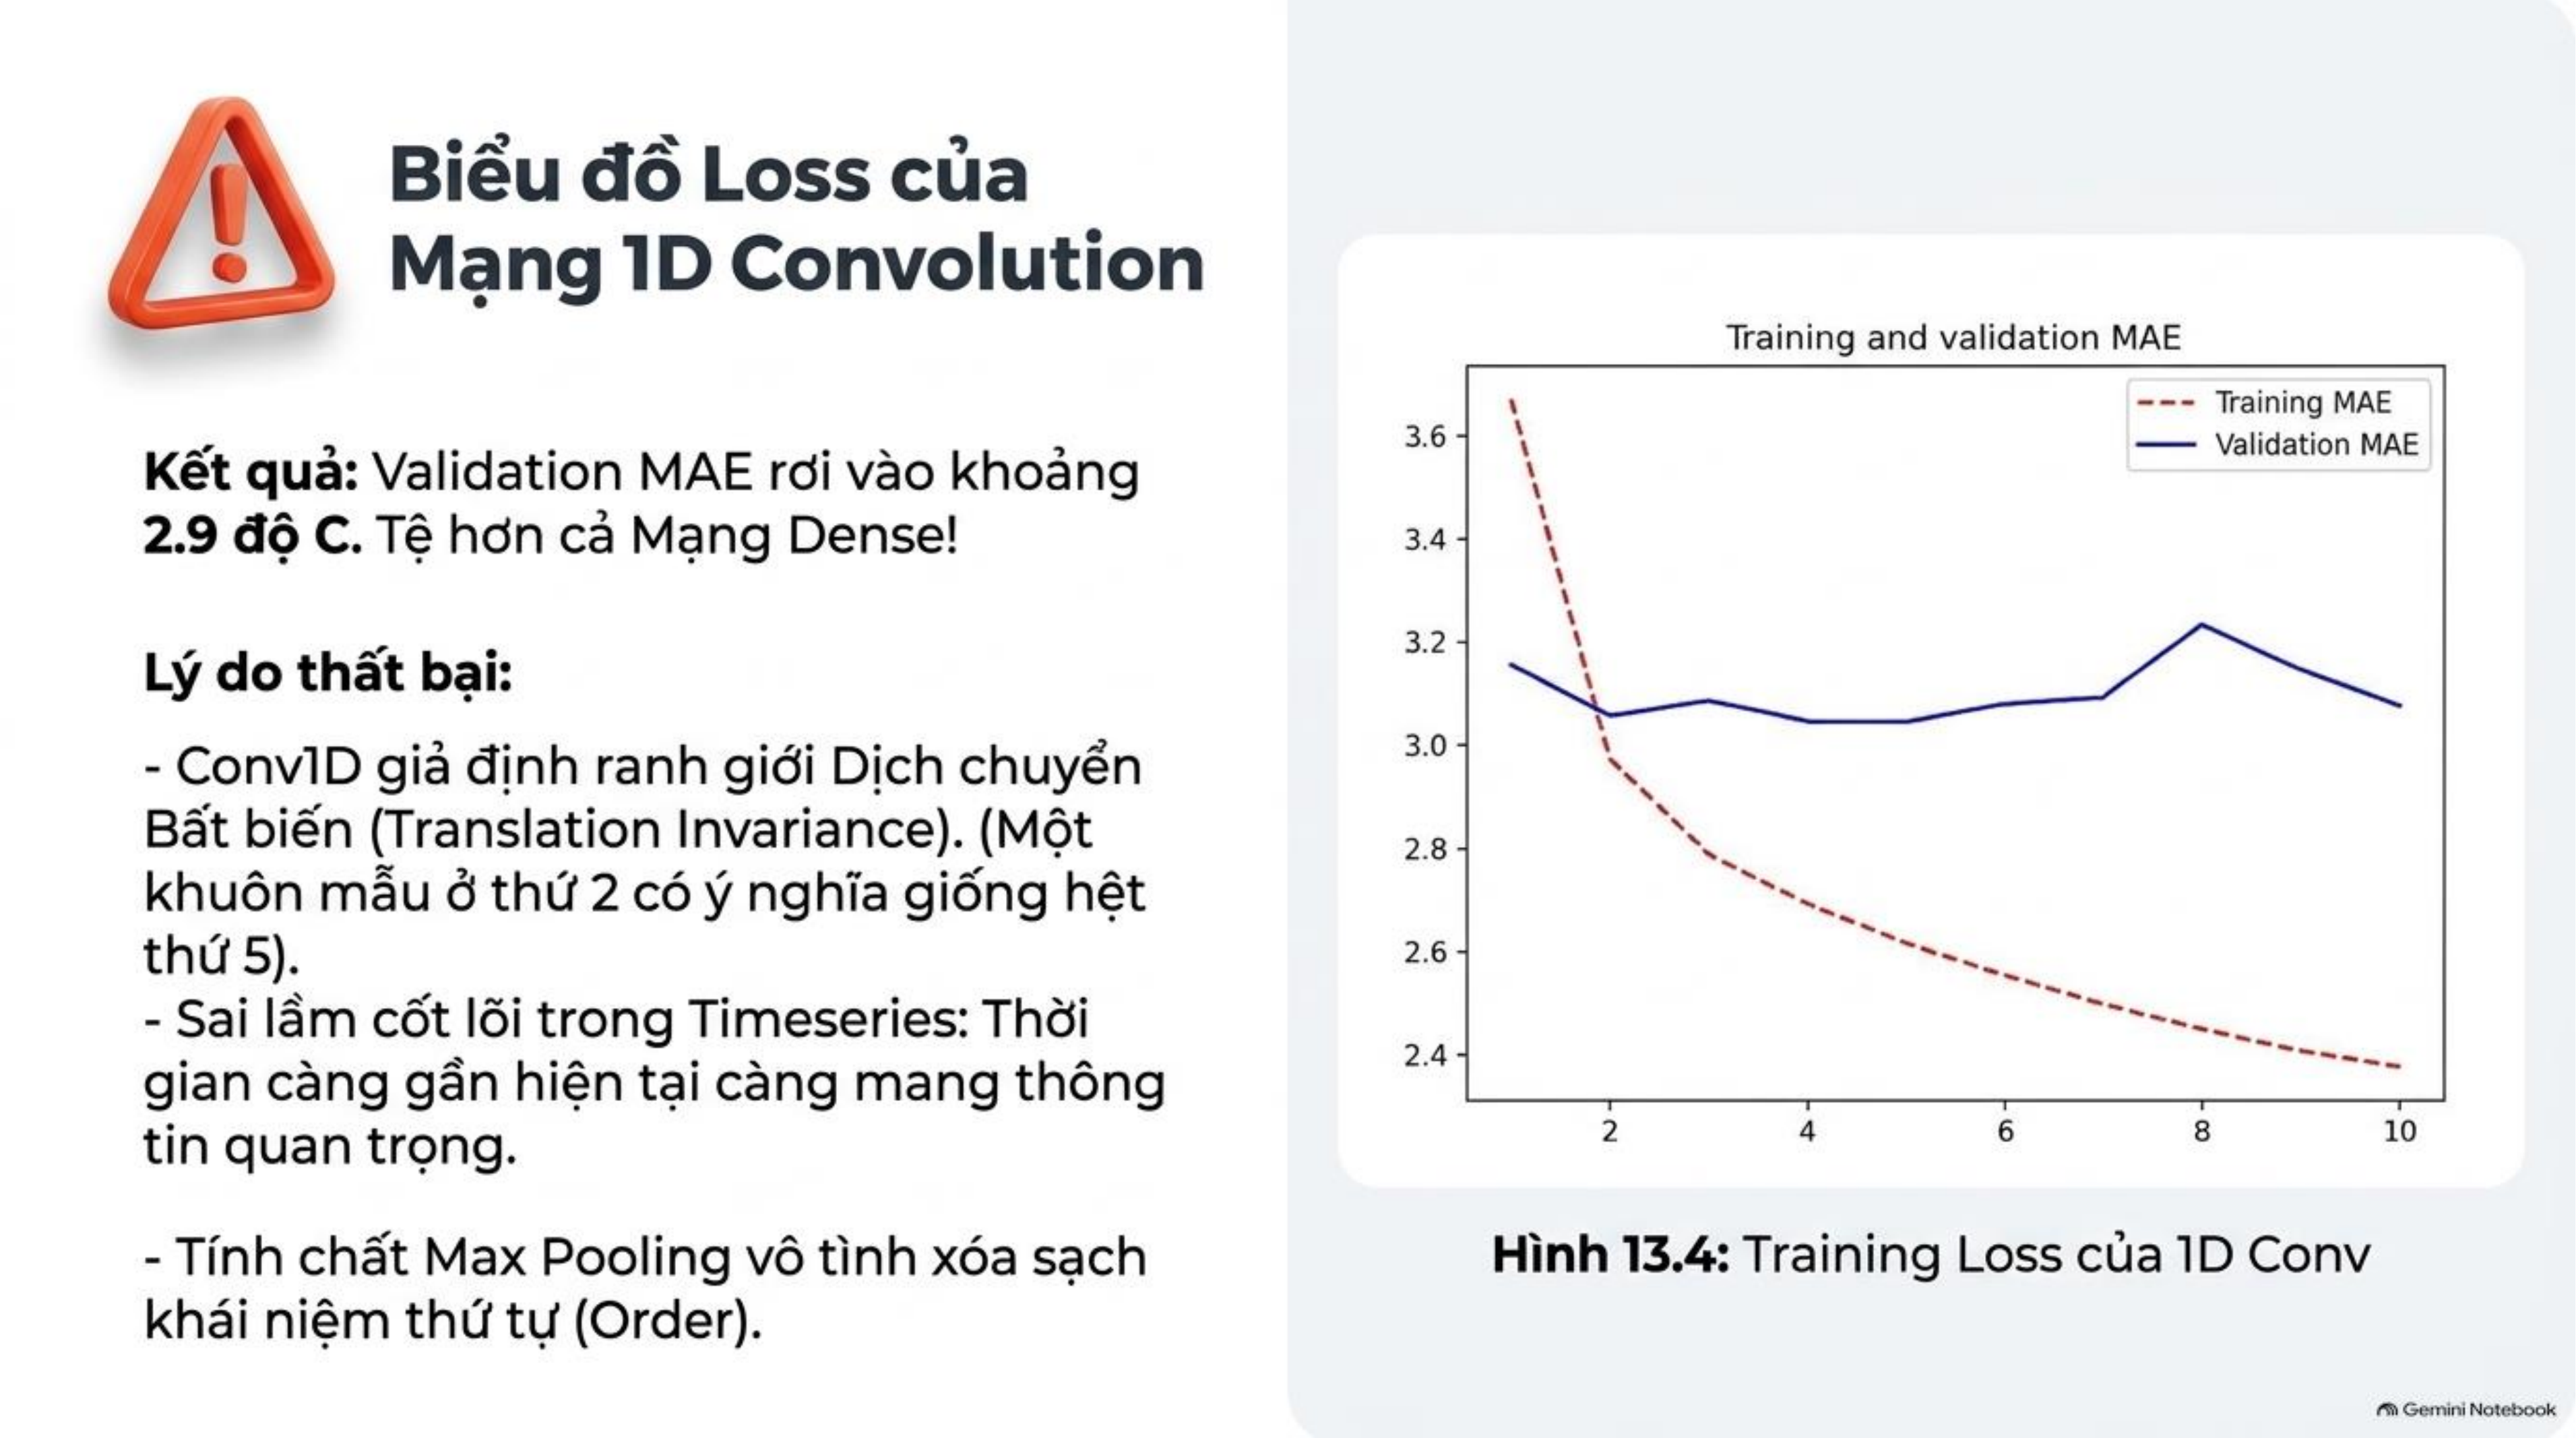 Biểu đồ Loss của
Mạng 1D Convolution
Kết quả: Validation MAE rơi vào khoảng
2.9 độ C. Tệ hơn cả Mạng Dense!
Lý do thất bại:
- Conv1D giả định ranh giới Dịch chuyển
Bất biến (Translation Invariance). (Một
khuôn mẫu ở thứ 2 có ý nghĩa giống hệt
thứ 5).
- Sai lầm cốt lõi trong Timeseries: Thời
gian càng gần hiện tại càng mang thông
tin quan trọng.
- Tính chất Max Pooling vô tình xóa sạch
khái niệm thứ tự (Order).
Training and validation MAE
Training MAE
Validation MAE
3.6
3.4
3.2
3.0
2.8
2.6
2.4
2 4 6 8 10
Hình 13.4: Training Loss của 1D Conv
Gemini Notebook